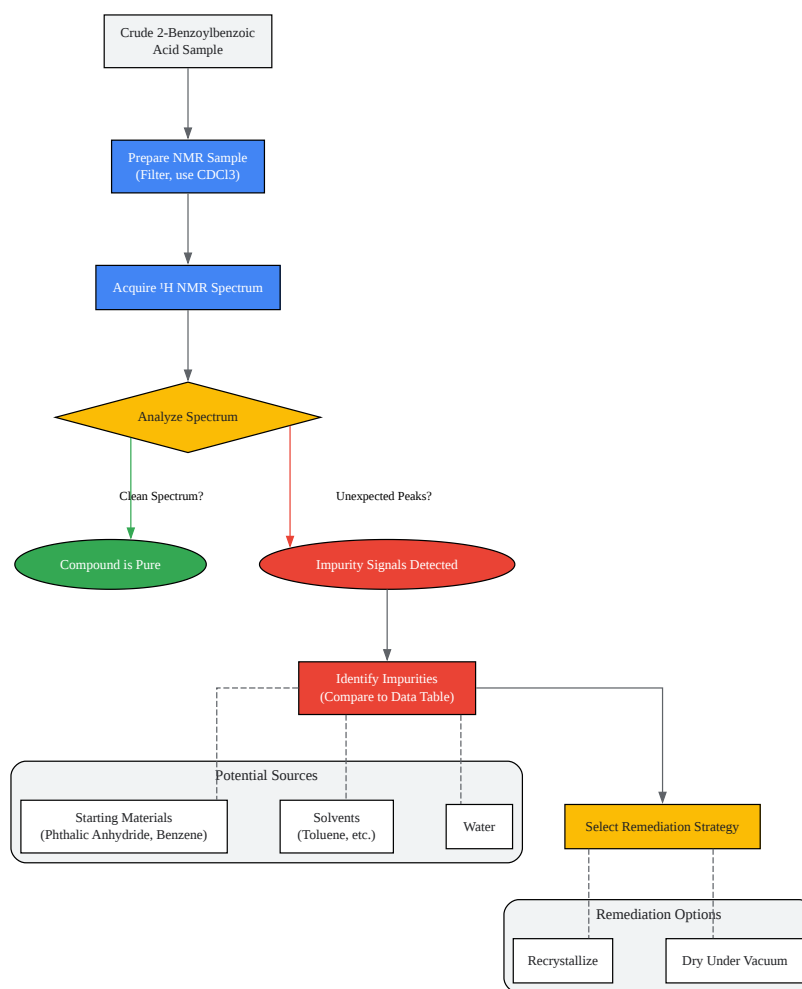 Crude 2-Benzoylbenzoic
Acid Sample
Prepare NMR Sample
(Filter, use CDCl3)
Acquire ¹H NMR Spectrum
Analyze Spectrum
Clean Spectrum?
Unexpected Peaks?
Compound is Pure
Impurity Signals Detected
Identify Impurities
(Compare to Data Table)
Potential Sources
Starting Materials
(Phthalic Anhydride, Benzene)
Solvents
(Toluene, etc.)
Water
Select Remediation Strategy
Remediation Options
Recrystallize
Dry Under Vacuum